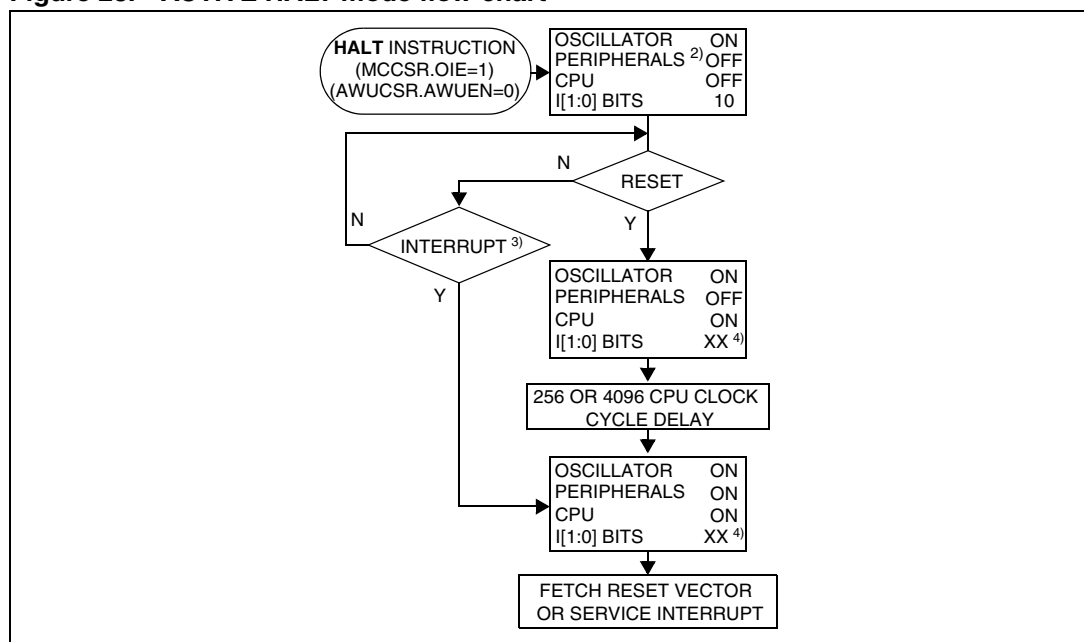 Figure HALT mode flow chart
HALT INSTRUCTION
(MCCSR.OIE=1)
(AWUCSR.AWUEN=0)
OSCILLATOR ON
PERIPHERALS 2) OFF
CPU OFF
I[1:0] BITS 10
N
RESET
N
Y
INTERRUPT 3)
Y
OSCILLATOR ON
PERIPHERALS OFF
CPU ON
I[1:0] BITS XX 4)
256 OR 4096 CPU CLOCK
CYCLE DELAY
OSCILLATOR ON
PERIPHERALS ON
CPU ON
I[1:0] BITS XX 4)
FETCH RESET VECTOR
OR SERVICE INTERRUPT